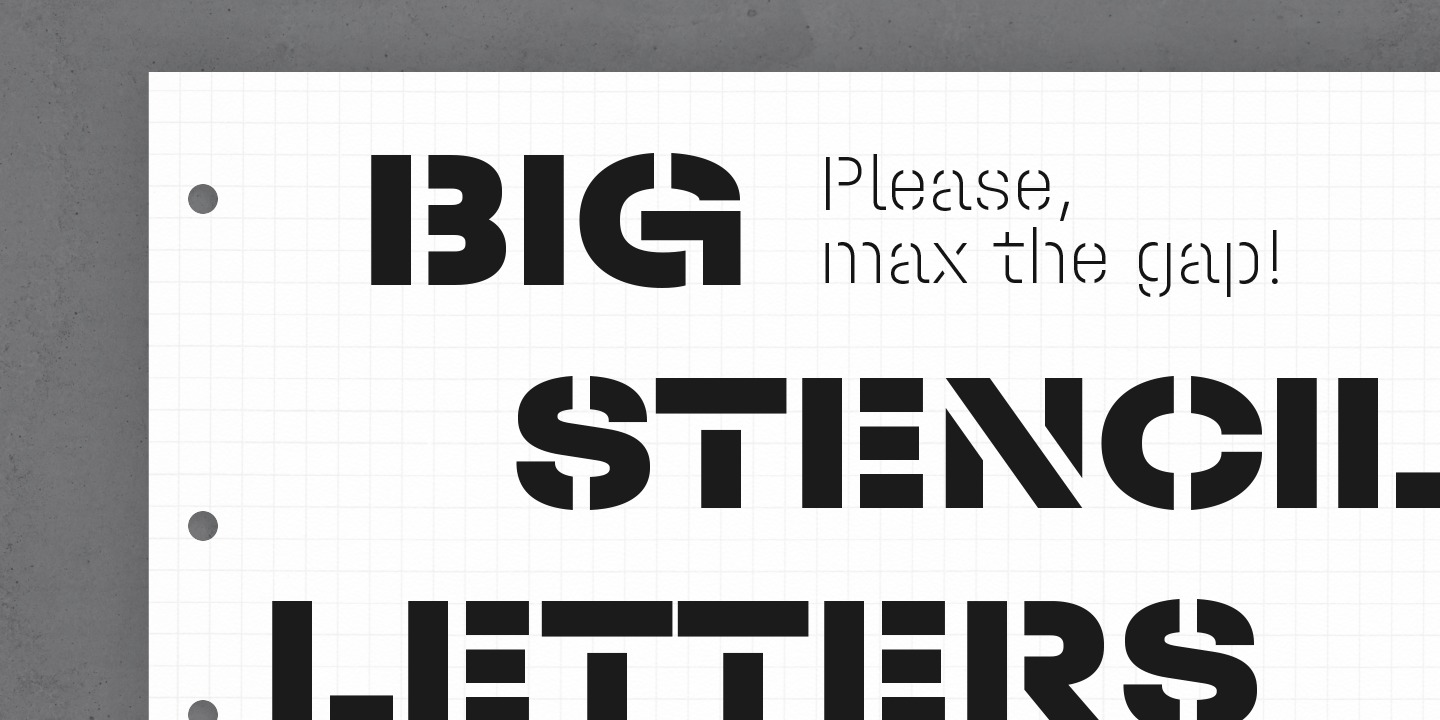 BIG
Please,
max the gap!
STENCIL
LETTERS